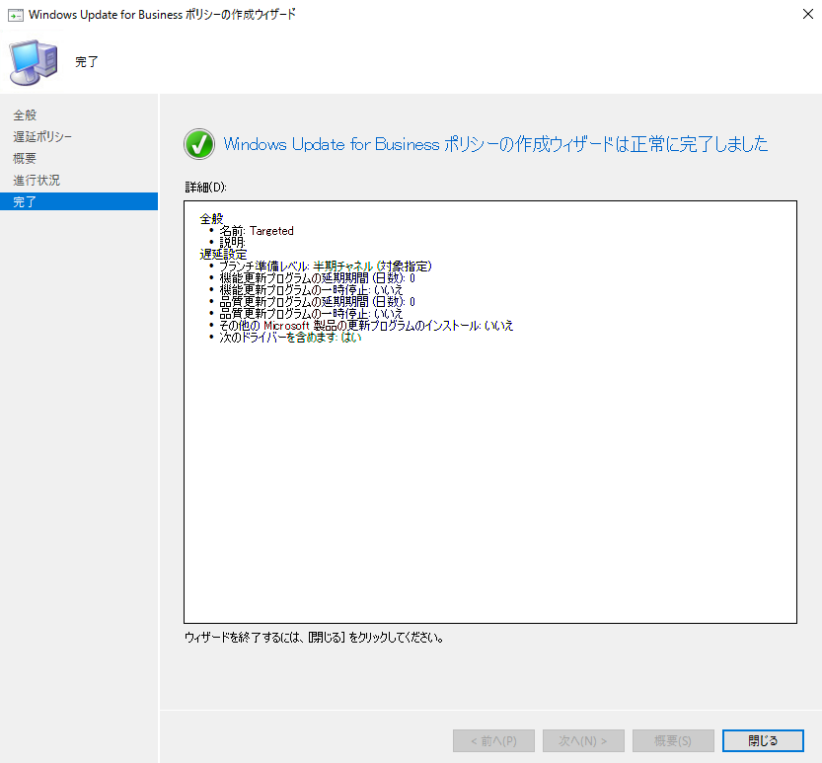 Windows Update for Business ポリシーの作成ウィザード
完了
全般
遅延ポリシー
概要
進行状況
完了
Windows Update for Business ポリシーの作成ウィザードは正常に完了しました
詳細(D):
全般
• 名前: Targeted
• 説明:
遅延設定
• ブランチ準備レベル: 半期チャネル (対象指定)
• 機能更新プログラムの延期期間 (日数): 0
• 機能更新プログラムの一時停止: いいえ
• 品質更新プログラムの延期期間 (日数): 0
• 品質更新プログラムの一時停止: いいえ
• その他の Microsoft 製品の更新プログラムのインストール: いいえ
• 次のドライバーを含めます: はい
ウィザードを終了するには、[閉じる] をクリックしてください。
< 前へ(P)
次へ(N) >
概要(S)
閉じる